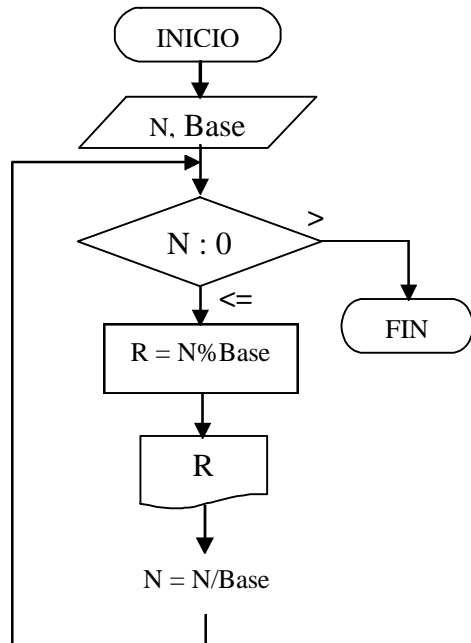 INICIO
N, Base
>
N : 0
<=
FIN
R = N%Base
R
N = N/Base